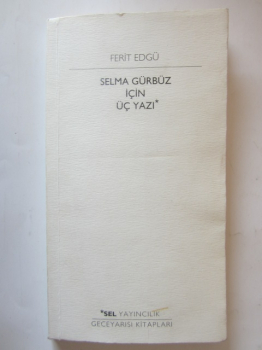 FERİT EDGÜ
SELMA GÜRBÜZ
İÇİN
ÜÇ YAZI*
*SEL YAYINCILIK
GECEYARISI KİTAPLARI